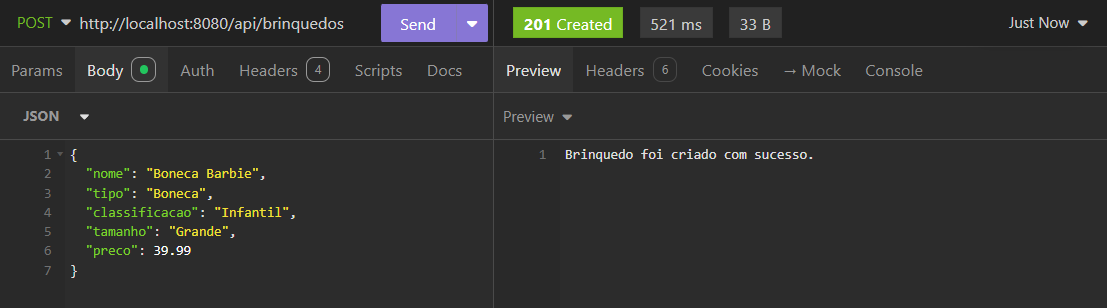 POST http://localhost:8080/api/brinquedos Send 201 Created 521 ms 33 B Just Now
Params Body Auth Headers 4 Scripts Docs Preview Headers 6 Cookies → Mock Console
JSON Preview
1 {
2 "nome": "Boneca Barbie",
3 "tipo": "Boneca",
4 "classificacao": "Infantil",
5 "tamanho": "Grande",
6 "preco": 39.99
7 }
1 Brinquedo foi criado com sucesso.